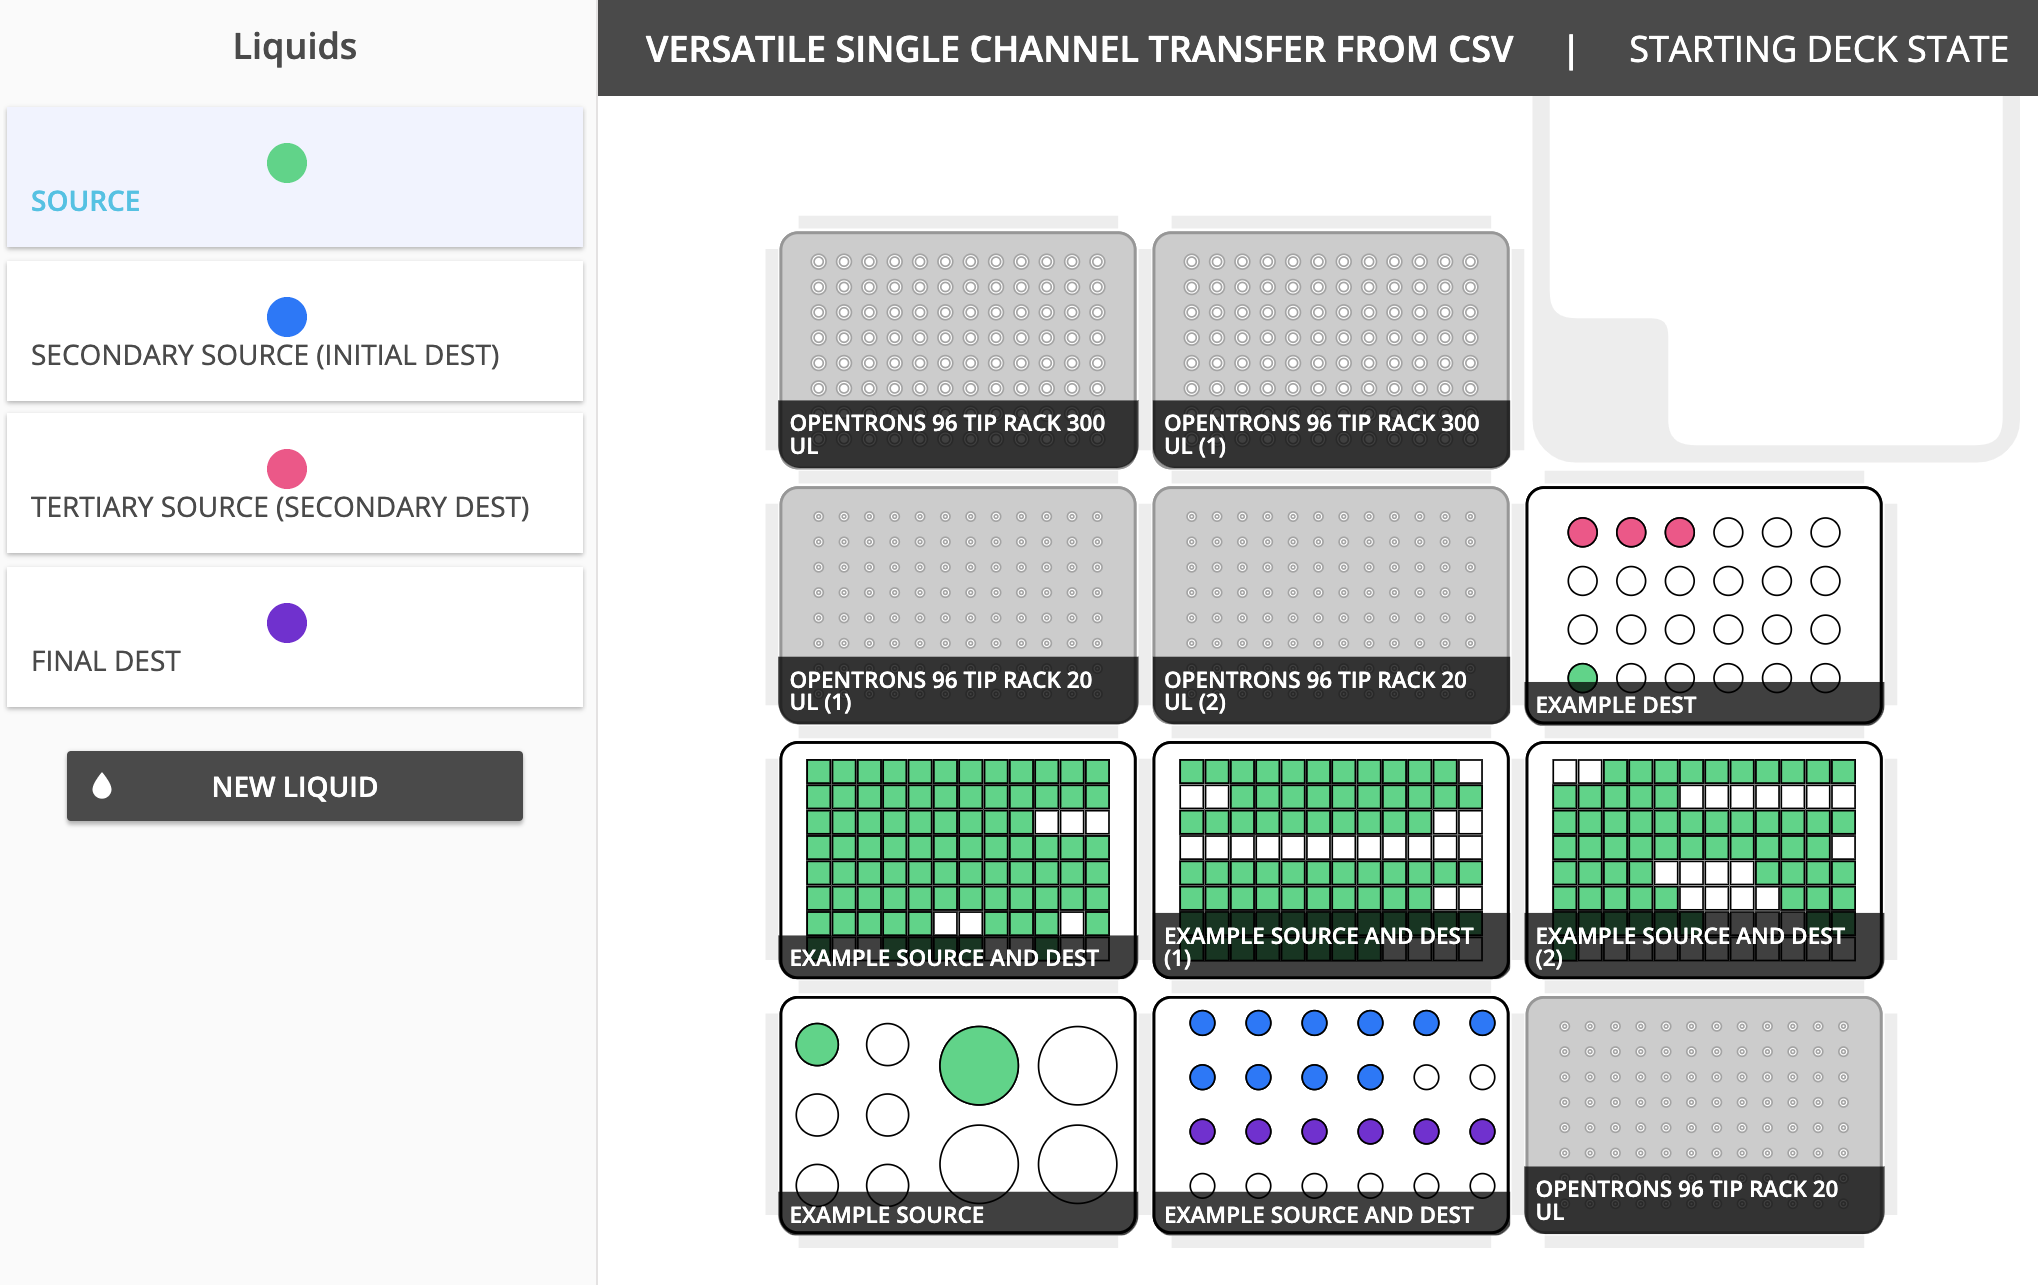 Liquids
SOURCE
SECONDARY SOURCE (INITIAL DEST)
TERTIARY SOURCE (SECONDARY DEST)
FINAL DEST
NEW LIQUID
VERSATILE SINGLE CHANNEL TRANSFER FROM CSV | STARTING DECK STATE
OPENTRONS 96 TIP RACK 300
UL
OPENTRONS 96 TIP RACK 300
UL (1)
OPENTRONS 96 TIP RACK 20
UL (1)
OPENTRONS 96 TIP RACK 20
UL (2)
EXAMPLE DEST
EXAMPLE SOURCE AND DEST
EXAMPLE SOURCE AND DEST
(1)
EXAMPLE SOURCE AND DEST
(2)
EXAMPLE SOURCE
EXAMPLE SOURCE AND DEST
OPENTRONS 96 TIP RACK 20
UL